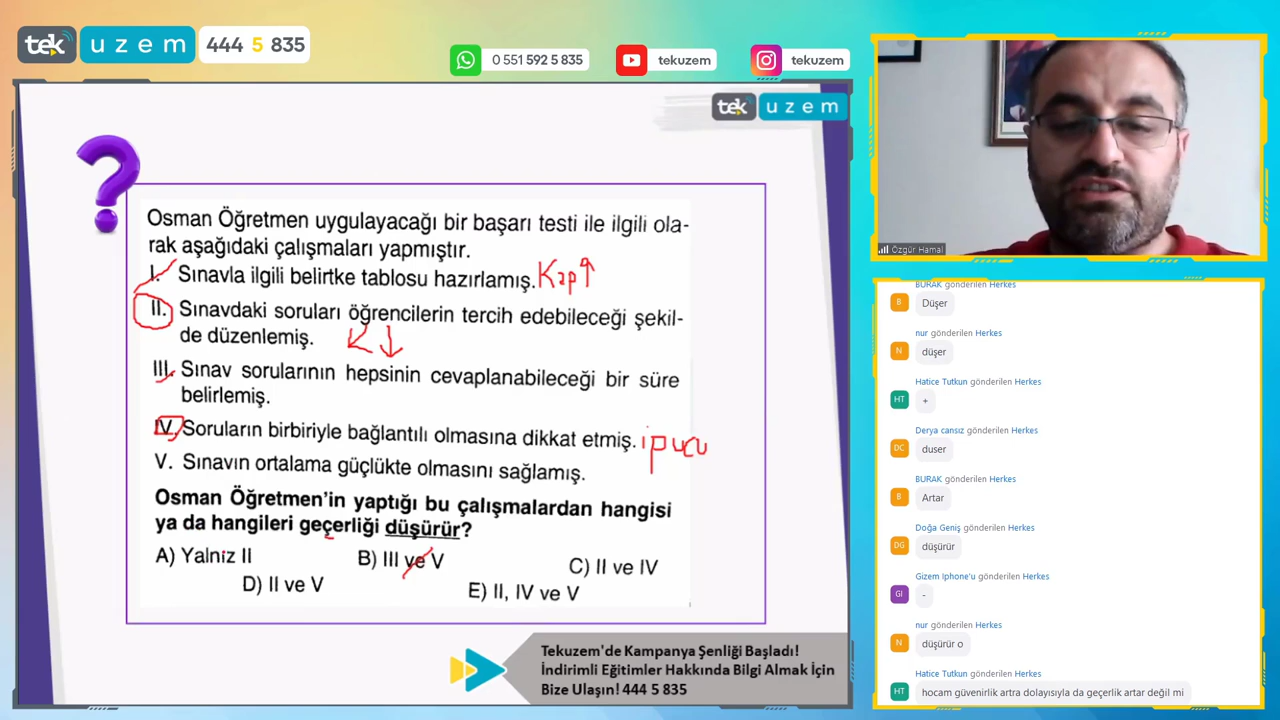 tek uzem 444 5 835
0 551 592 5 835
tekuzem
tekuzem
tek uzem
Osman Öğretmen uygulayacağı bir başarı testi ile ilgili ola-
rak aşağıdaki çalışmaları yapmıştır.
I. Sınavla ilgili belirtke tablosu hazırlamış. Kap↑
II. Sınavdaki soruları öğrencilerin tercih edebileceği şekil-
de düzenlemiş.
III. Sınav sorularının hepsinin cevaplanabileceği bir süre
belirlemiş.
IV. Soruların birbiriyle bağlantılı olmasına dikkat etmiş. ipucu
V. Sınavın ortalama güçlükte olmasını sağlamış.
Osman Öğretmen'in yaptığı bu çalışmalardan hangisi
ya da hangileri geçerliği düşürür?
A) Yalnız II B) III ve V C) II ve IV
D) II ve V E) II, IV ve V
Tekuzem'de Kampanya Şenliği Başladı!
İndirimli Eğitimler Hakkında Bilgi Almak İçin
Bize Ulaşın! 444 5 835
Özgür Hamal
BURAK gönderilen Herkes
B Düşer
nur gönderilen Herkes
N düşer
Hatice Tutkun gönderilen Herkes
HT +
Derya cansız gönderilen Herkes
DC duser
BURAK gönderilen Herkes
B Artar
Doğa Geniş gönderilen Herkes
DG düşürür
Gizem Iphone'u gönderilen Herkes
GI -
nur gönderilen Herkes
N düşürür o
Hatice Tutkun gönderilen Herkes
HT hocam güvenirlik artra dolayısıyla da geçerlik artar değil mi